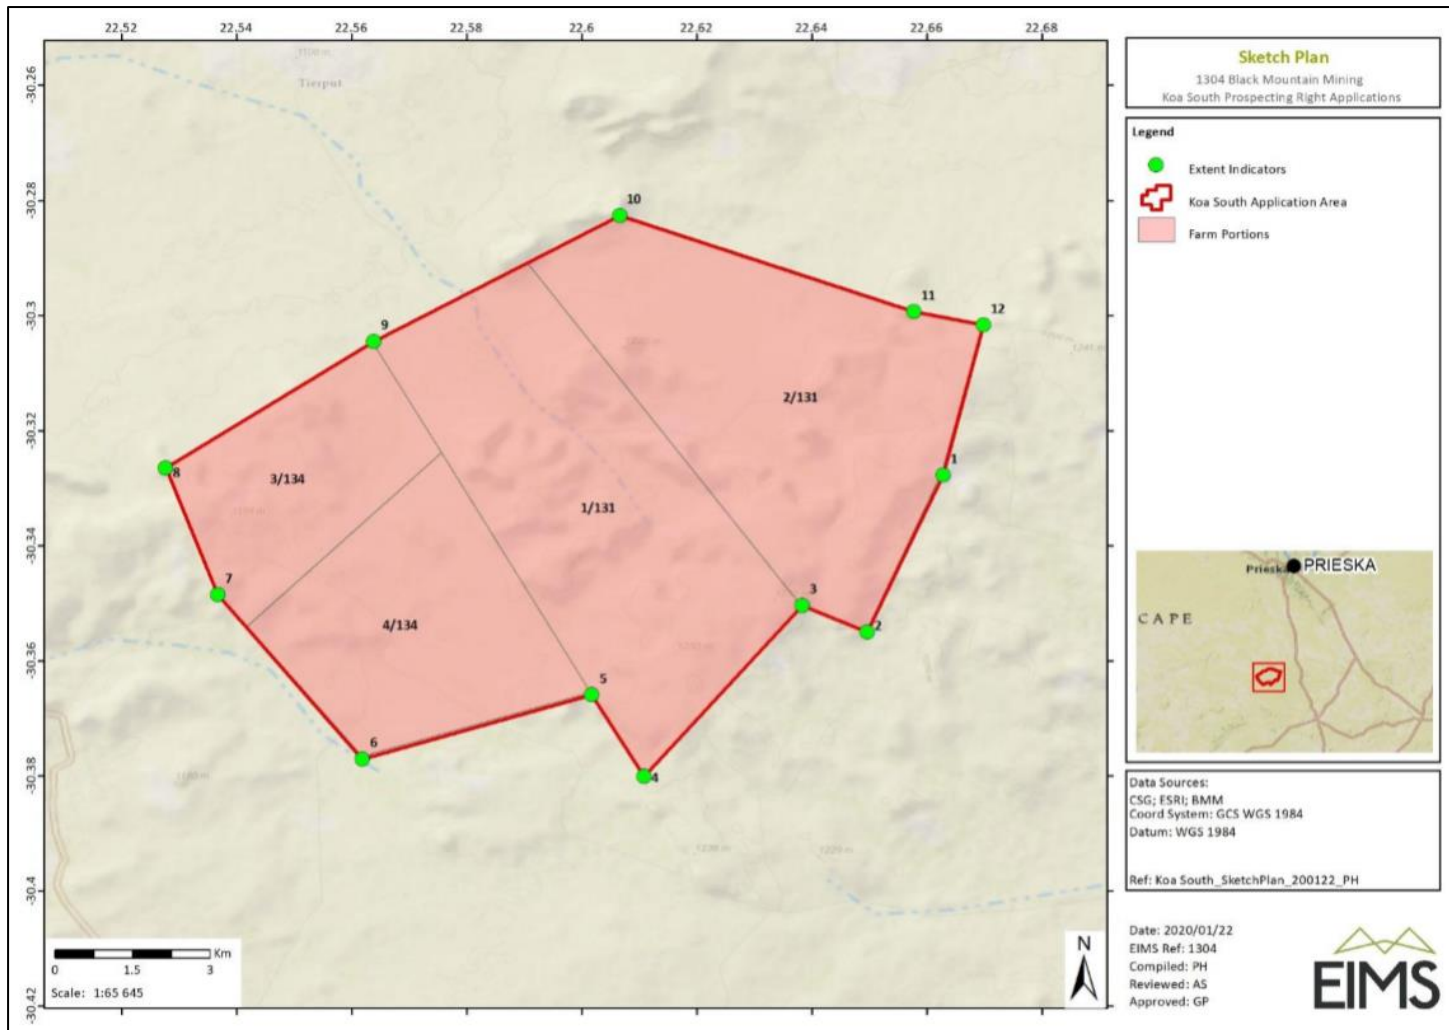 22.52 22.54 22.56 22.58 22.6 22.62 22.64 22.66 22.68
-30.26
-30.28
-30.3
-30.32
-30.34
-30.36
-30.38
-30.4
-30.42
Tierput
10
11
12
9
2/131
8
3/134
1
1/131
7
3
4/134
2
5
6
4
Km
0 1.5 3
Scale: 1:65 645
N
Sketch Plan
1304 Black Mountain Mining
Koa South Prospecting Right Applications
Legend
Extent Indicators
Koa South Application Area
Farm Portions
Prieska PRIESKA
CAPE
Data Sources:
CSG; ESRI; BMM
Coord System: GCS WGS 1984
Datum: WGS 1984
Ref: Koa South_SketchPlan_200122_PH
Date: 2020/01/22
EIMS Ref: 1304
Compiled: PH
Reviewed: AS
Approved: GP
EIMS